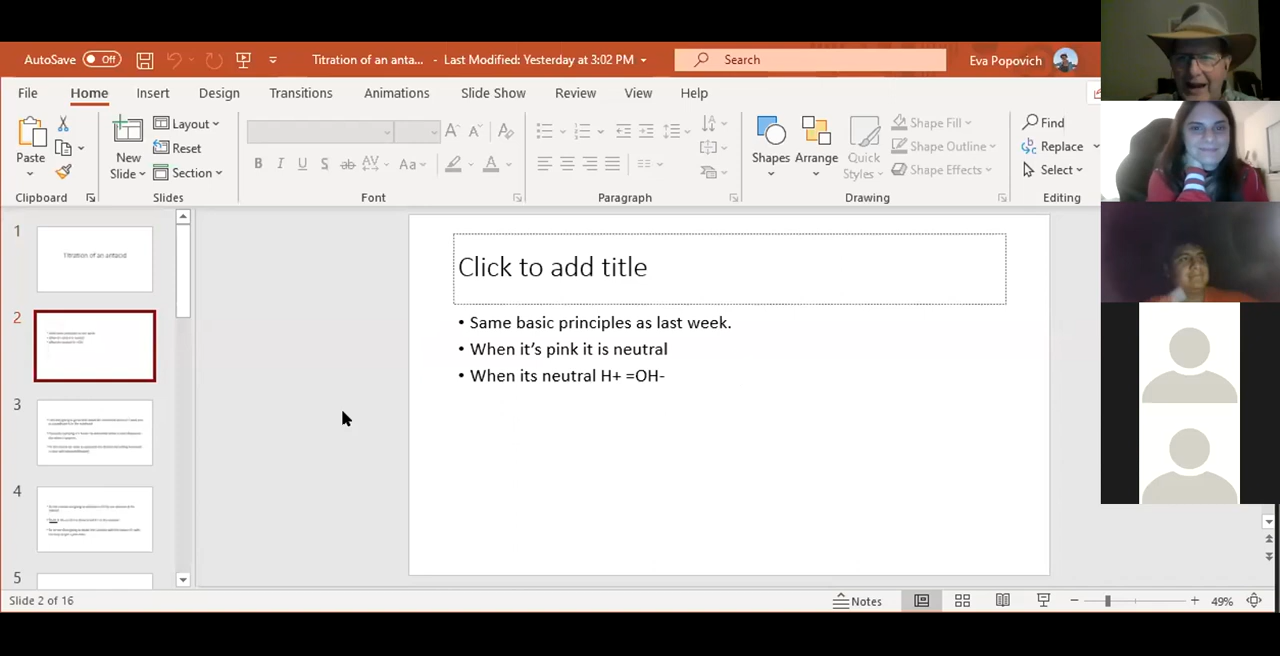 AutoSave Off Titration of an anta... - Last Modified: Yesterday at 3:02 PM Search Eva Popovich
File Home Insert Design Transitions Animations Slide Show Review View Help
Paste
Clipboard
New Slide
Layout
Reset
Section
Slides
B I U S ab AV Aa A
Font
Paragraph
Shapes
Arrange
Quick Styles
Shape Fill
Shape Outline
Shape Effects
Drawing
Find
Replace
Select
Editing
1
Titration of an antacid
2
3
4
5
Click to add title
• Same basic principles as last week.
• When it’s pink it is neutral
• When its neutral H+ =OH-
Slide 2 of 16 Notes 49%